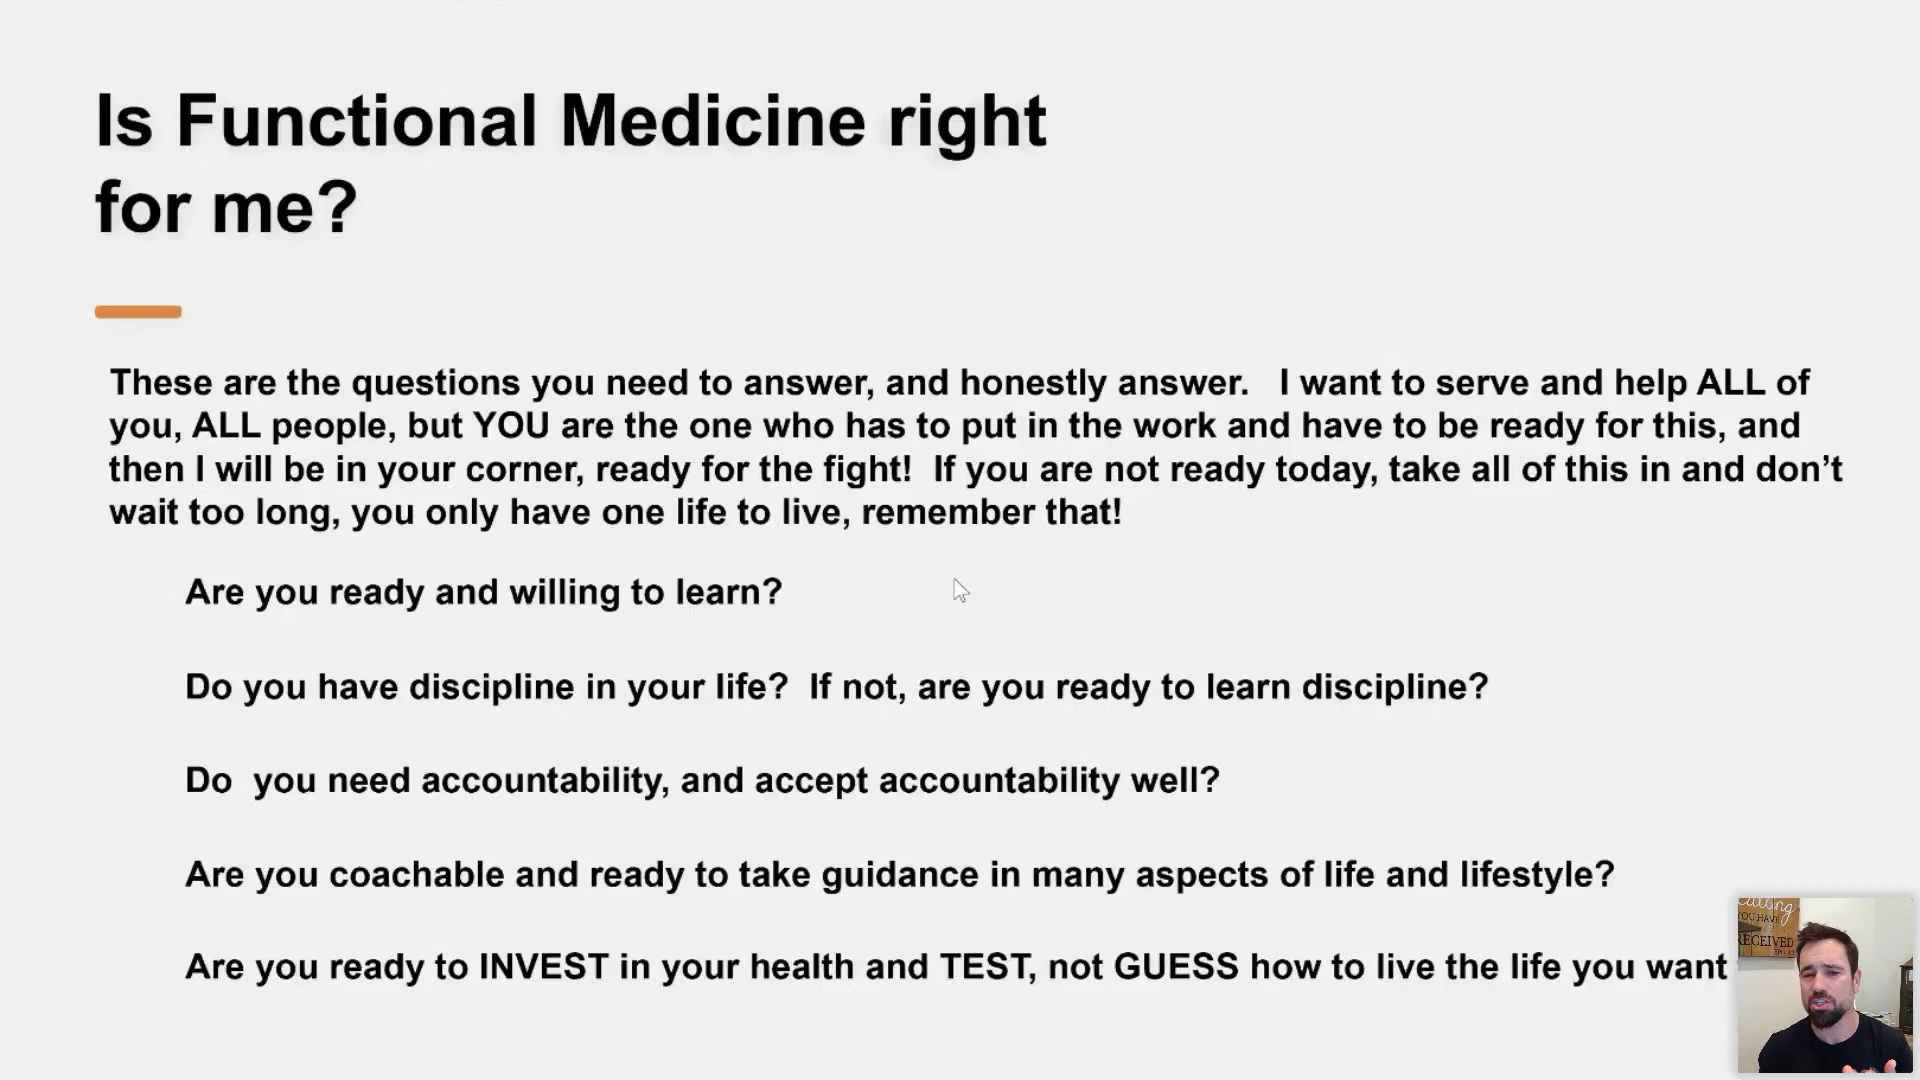 Is Functional Medicine right
for me?
These are the questions you need to answer, and honestly answer.   I want to serve and help ALL of
you, ALL people, but YOU are the one who has to put in the work and have to be ready for this, and
then I will be in your corner, ready for the fight!  If you are not ready today, take all of this in and don’t
wait too long, you only have one life to live, remember that!
Are you ready and willing to learn?
Do you have discipline in your life?  If not, are you ready to learn discipline?
Do  you need accountability, and accept accountability well?
Are you coachable and ready to take guidance in many aspects of life and lifestyle?
Are you ready to INVEST in your health and TEST, not GUESS how to live the life you want
calling
YOU HAVE
RECEIVED